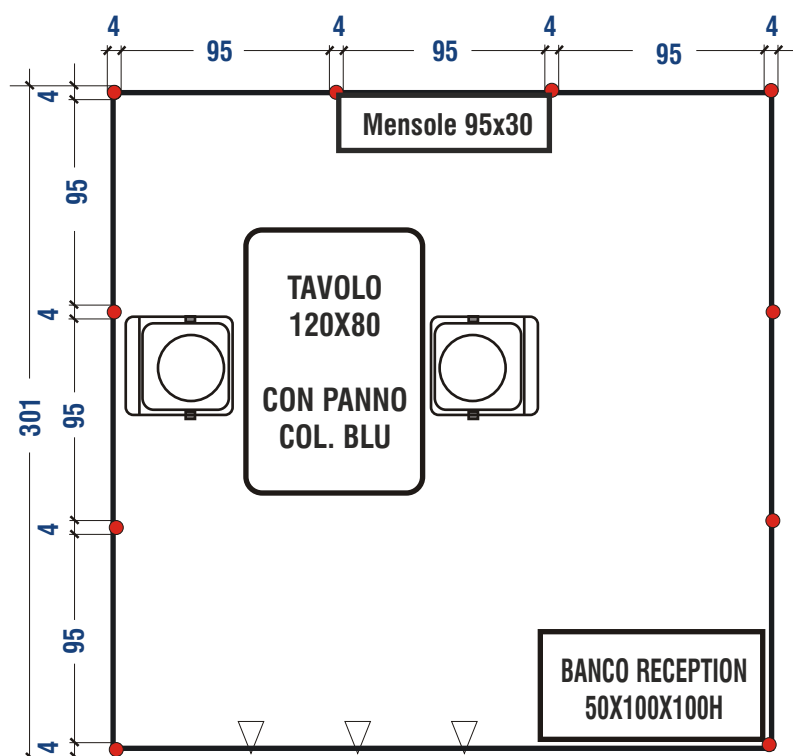 4 4 4 4
95 95 95
4
Mensole 95x30
95
TAVOLO
120X80
4
CON PANNO
COL. BLU
301
95
4
95
BANCO RECEPTION
50X100X100H
4